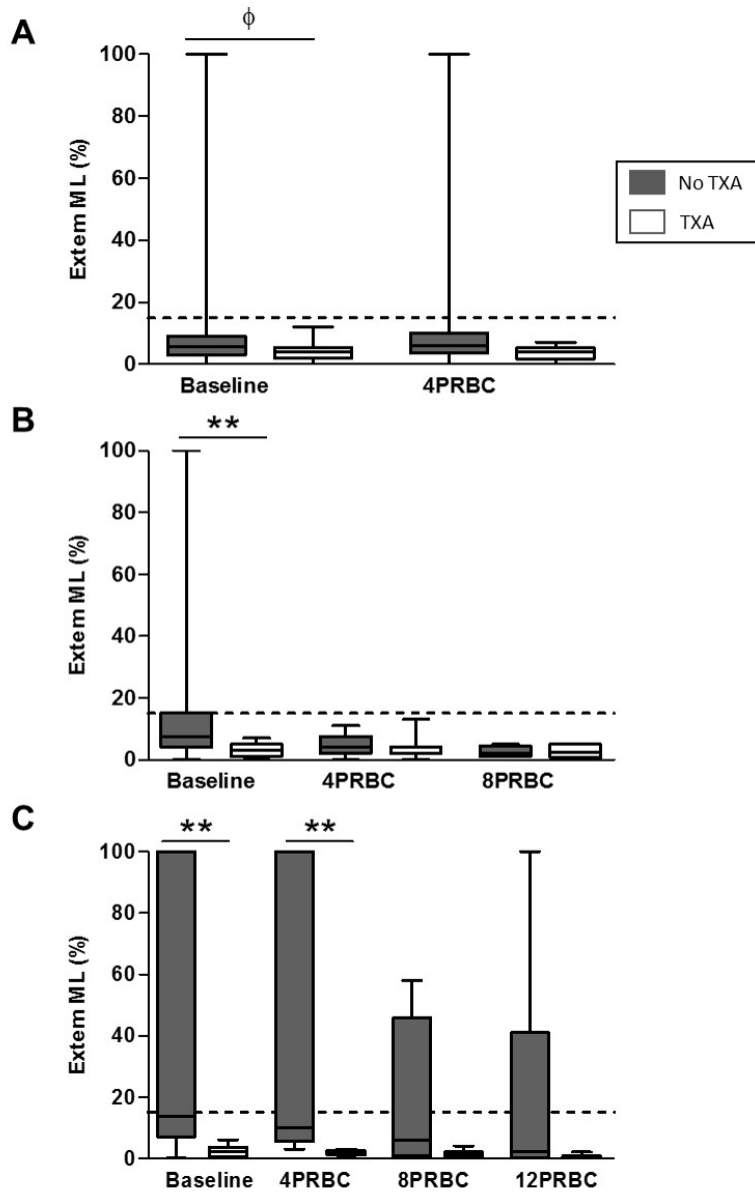 A
ϕ
Extem ML (%)
100
80
60
40
20
0
Baseline 4PRBC
No TXA
TXA
B
**
Extem ML (%)
100
80
60
40
20
0
Baseline 4PRBC 8PRBC
C
** **
Extem ML (%)
100
80
60
40
20
0
Baseline 4PRBC 8PRBC 12PRBC